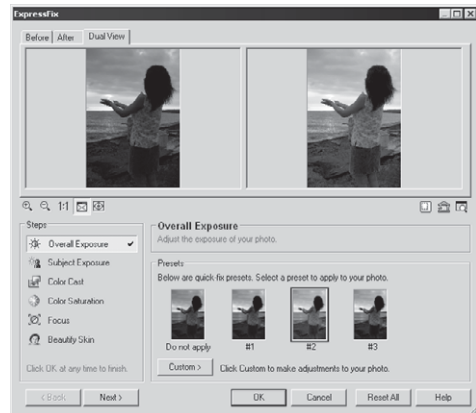 ExpressFix
Before After Dual View
1:1
Steps
Overall Exposure
Subject Exposure
Color Cast
Color Saturation
Focus
Beautify Skin
Click OK at any time to finish.
Overall Exposure
Adjust the exposure of your photo.
Presets
Below are quick fix presets. Select a preset to apply to your photo.
Do not apply #1 #2 #3
Custom > Click Custom to make adjustments to your photo.
< Back Next > OK Cancel Reset All Help